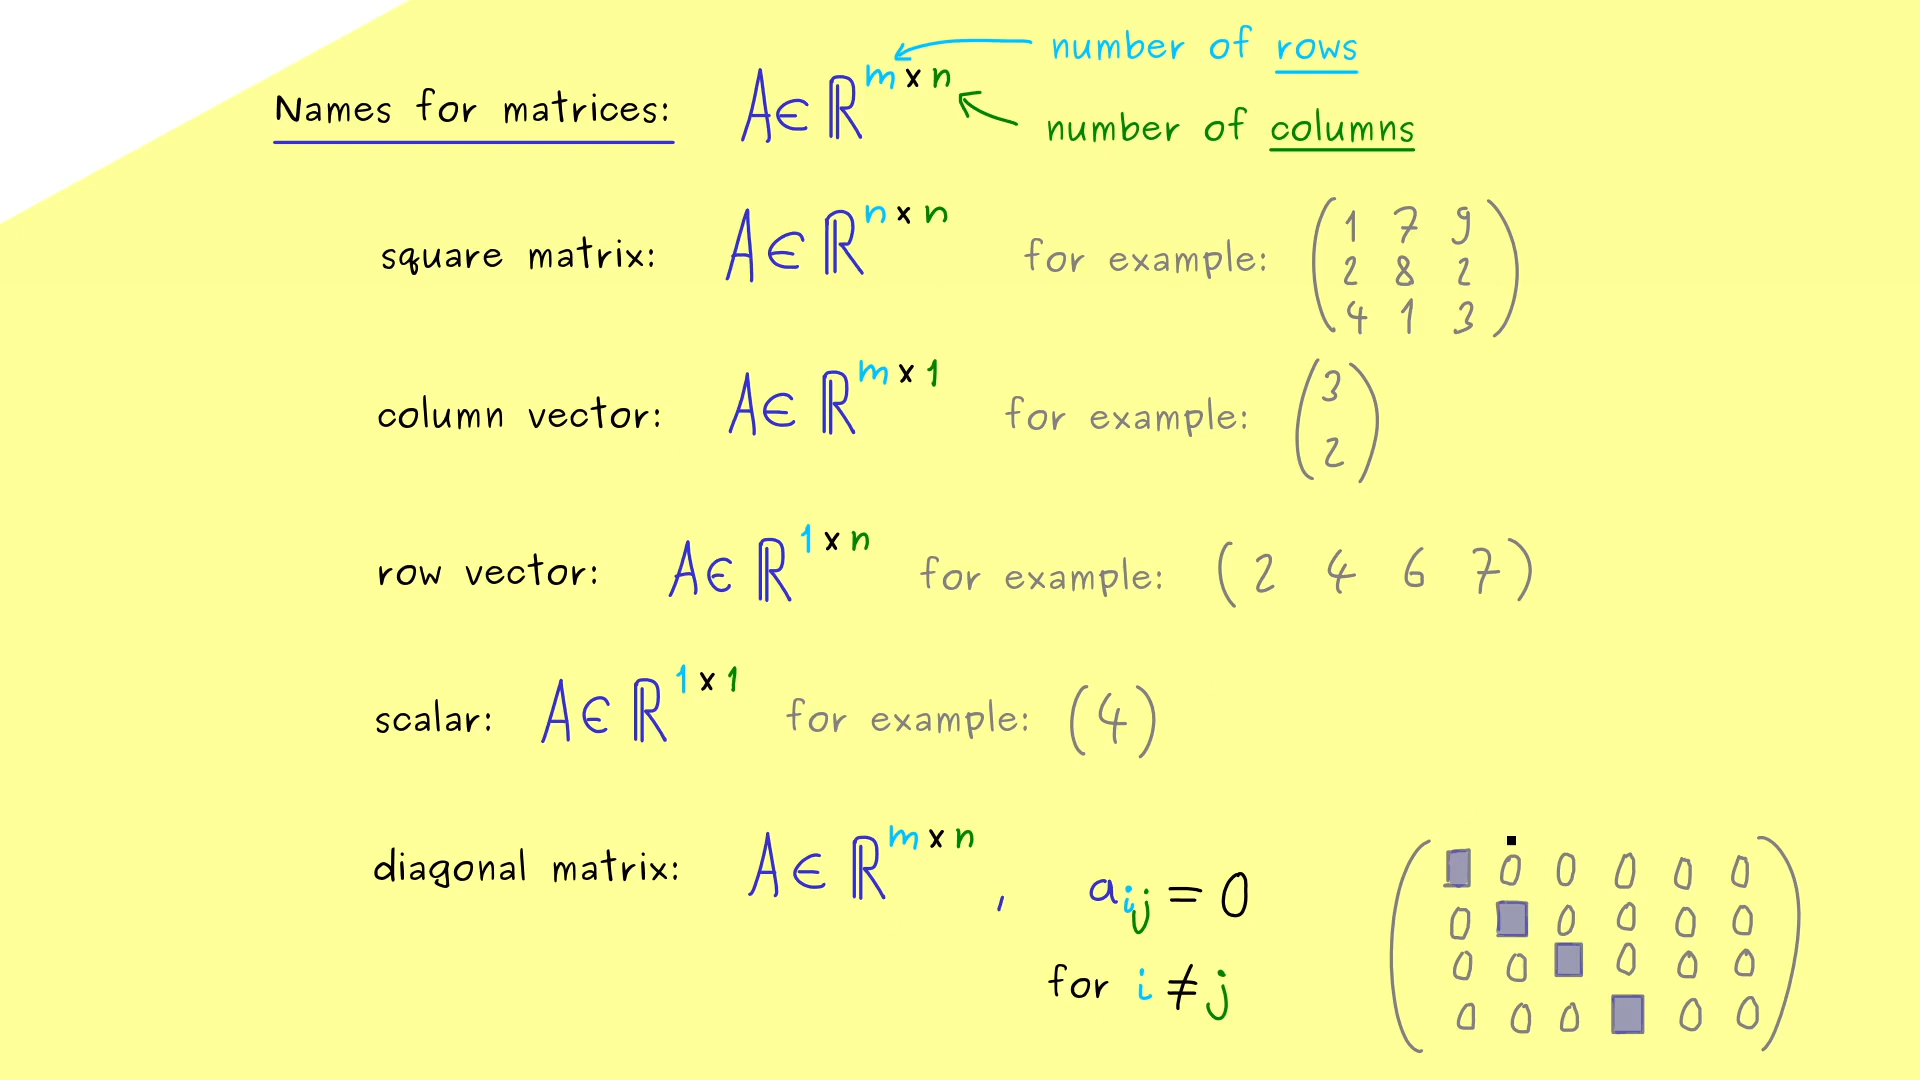 Names for matrices: A ∈ ℝ^{m×n} number of rows
number of columns
square matrix: A ∈ ℝ^{n×n} for example: ( 1 7 9
2 8 2
4 1 3 )
column vector: A ∈ ℝ^{m×1} for example: ( 3
2 )
row vector: A ∈ ℝ^{1×n} for example: ( 2 4 6 7 )
scalar: A ∈ ℝ^{1×1} for example: ( 4 )
diagonal matrix: A ∈ ℝ^{m×n} , a_{ij} = 0
for i ≠ j
( ■ 0 0 0 0 0
0 ■ 0 0 0 0
0 0 ■ 0 0 0
0 0 0 ■ 0 0 )